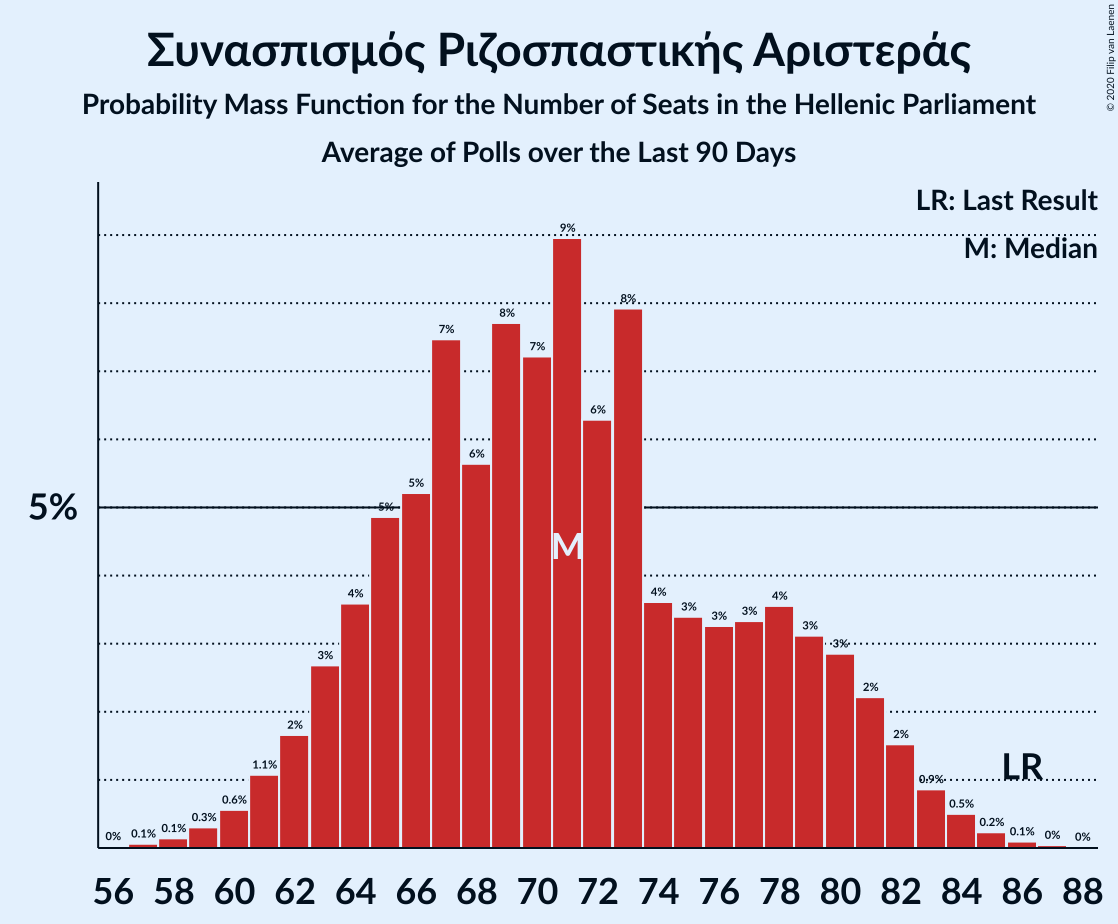 Συνασπισμός Ριζοσπαστικής Αριστεράς
Probability Mass Function for the Number of Seats in the Hellenic Parliament
Average of Polls over the Last 90 Days
© 2020 Filip van Laenen
LR: Last Result
M: Median
5%
0% 0.1% 0.1% 0.3% 0.6% 1.1% 2% 3% 4% 5% 5% 7% 6% 8% 7% 9% 6% 8% 4% 3% 3% 3% 4% 3% 3% 2% 2% 0.9% 0.5% 0.2% 0.1% 0% 0%
M
LR
56 58 60 62 64 66 68 70 72 74 76 78 80 82 84 86 88